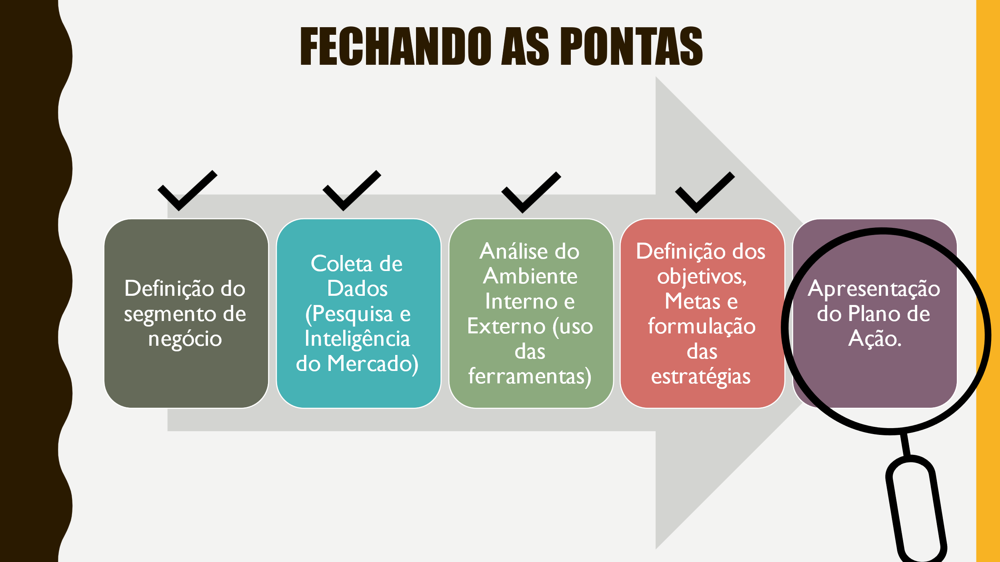 FECHANDO AS PONTAS
Definição do
segmento de
negócio
Coleta de
Dados
(Pesquisa e
Inteligência
do Mercado)
Análise do
Ambiente
Interno e
Externo (uso
das
ferramentas)
Definição dos
objetivos,
Metas e
formulação
das
estratégias
Apresentação
do Plano de
Ação.